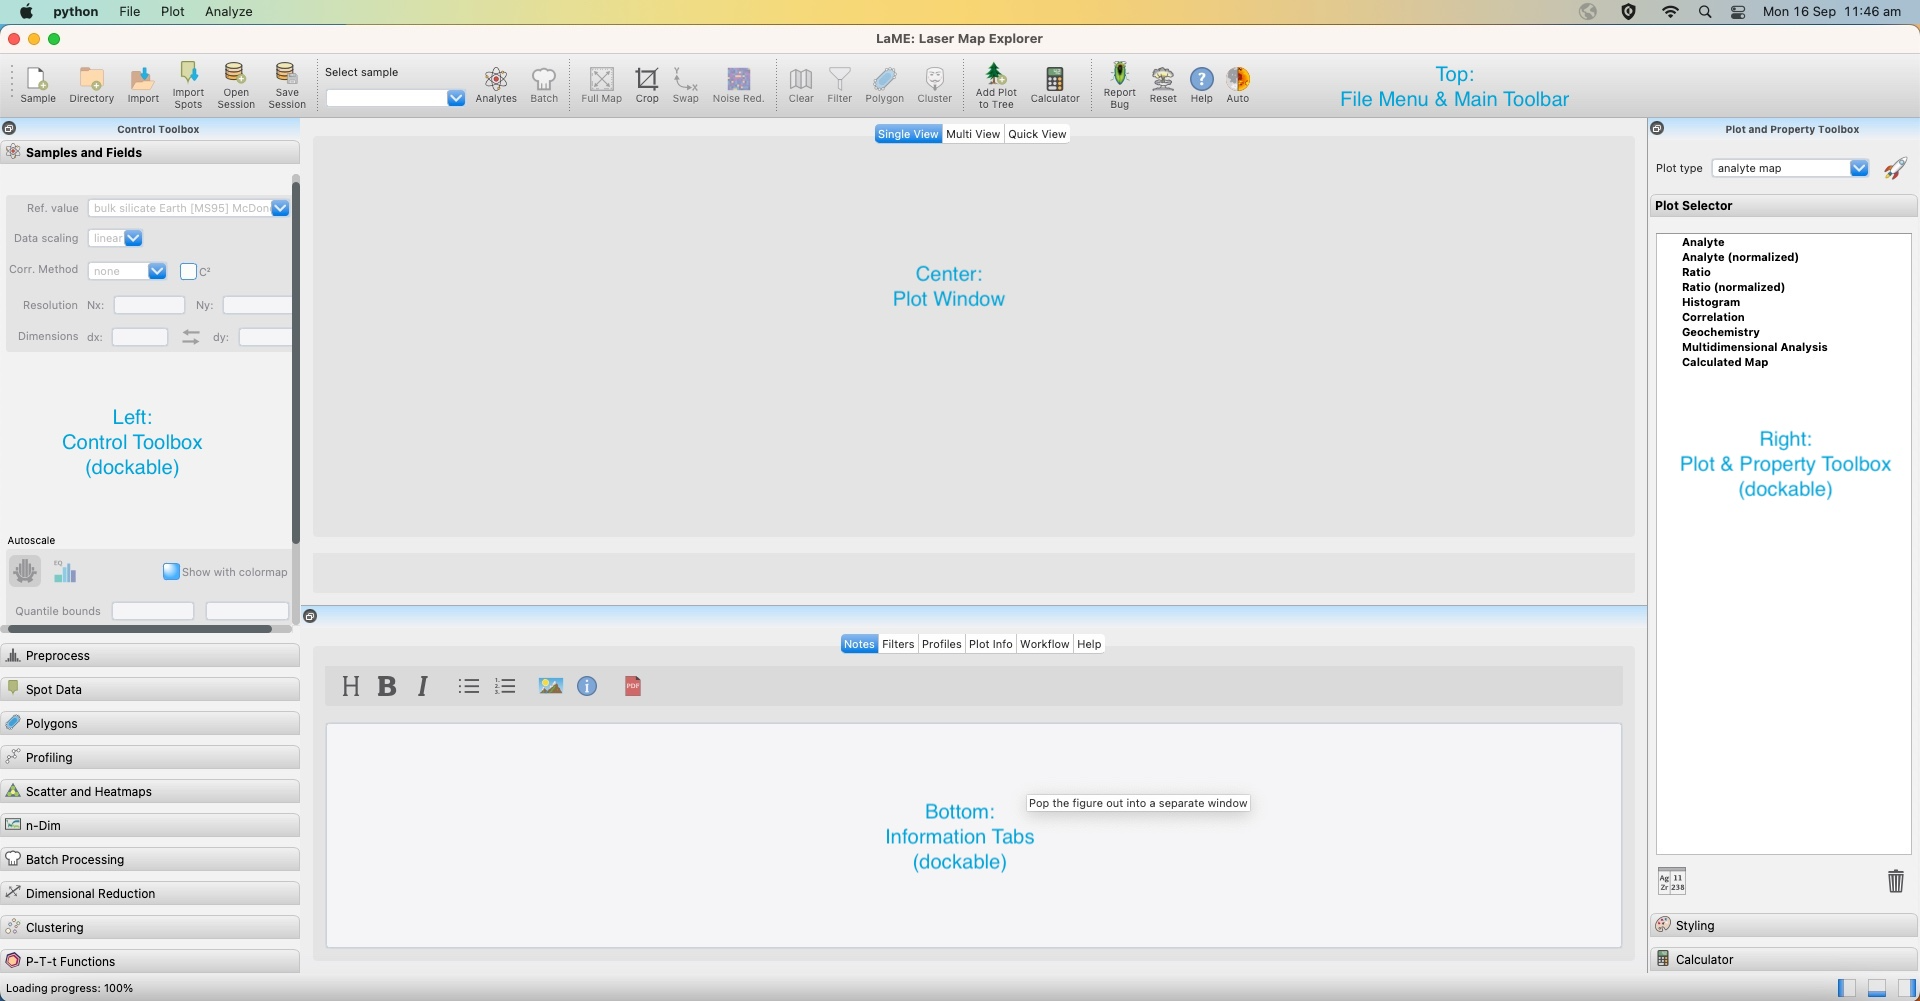 python File Plot Analyze Mon 16 Sep 11:46 am
LaME: Laser Map Explorer
Sample Directory Import Import Spots Open Session Save Session
Select sample
Analytes Batch Full Map Crop Swap Noise Red. Clear Filter Polygon Cluster Add Plot to Tree Calculator Report Bug Reset Help Auto
Top:
File Menu & Main Toolbar
Control Toolbox
Samples and Fields
Ref. value bulk silicate Earth [MS95] McDon
Data scaling linear
Corr. Method none C²
Resolution Nx: Ny:
Dimensions dx: dy:
Left:
Control Toolbox
(dockable)
Autoscale
EQ
Show with colormap
Quantile bounds
Preprocess
Spot Data
Polygons
Profiling
Scatter and Heatmaps
n-Dim
Batch Processing
Dimensional Reduction
Clustering
P-T-t Functions
Loading progress: 100%
Single View Multi View Quick View
Center:
Plot Window
Notes Filters Profiles Plot Info Workflow Help
H B I PDF
Pop the figure out into a separate window
Bottom:
Information Tabs
(dockable)
Plot and Property Toolbox
Plot type analyte map
Plot Selector
Analyte
Analyte (normalized)
Ratio
Ratio (normalized)
Histogram
Correlation
Geochemistry
Multidimensional Analysis
Calculated Map
Right:
Plot & Property Toolbox
(dockable)
Ag 11
Zr 238
Styling
Calculator